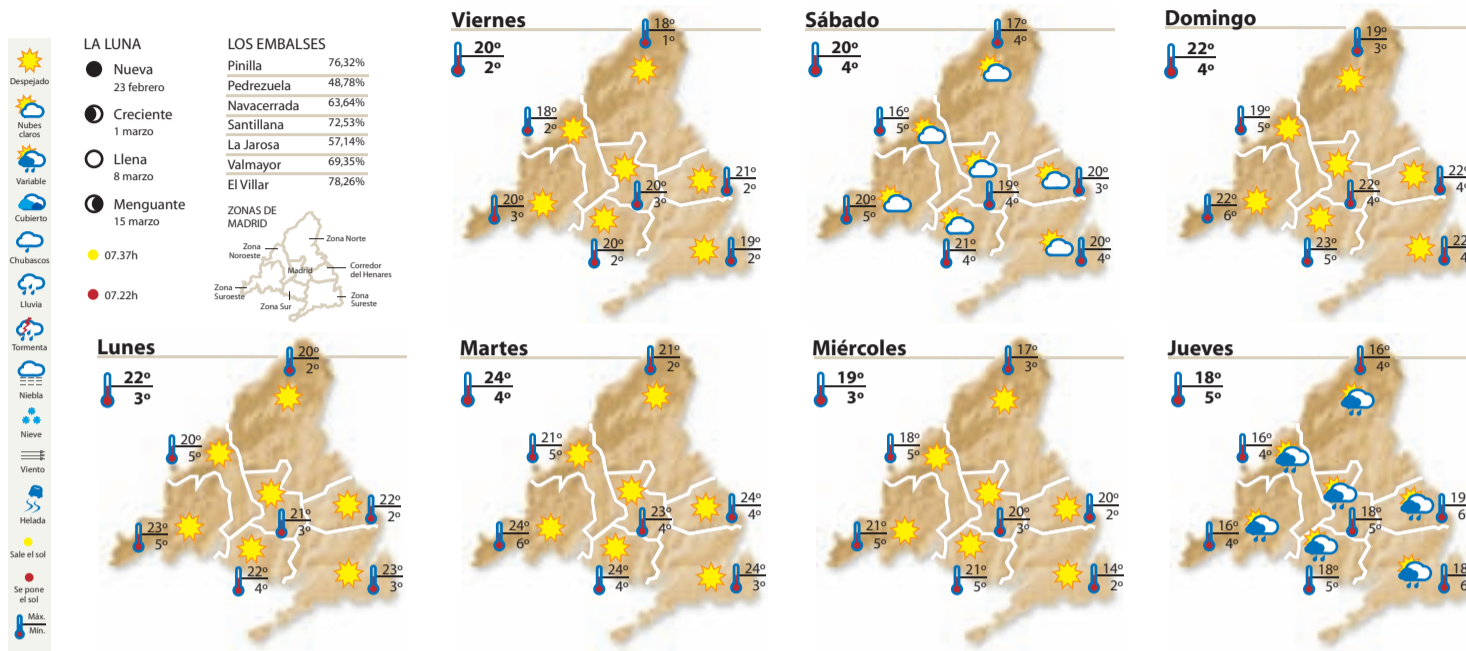 Despejado
Nubes
claros
Variable
Cubierto
Chubascos
Lluvia
Tormenta
Niebla
Nieve
Viento
Helada
Sale el sol
Se pone
el sol
Máx.
Mín.
LA LUNA
Nueva
23 febrero
Creciente
1 marzo
Llena
8 marzo
Menguante
15 marzo
07.37h
07.22h
LOS EMBALSES
Pinilla 76,32%
Pedrezuela 48,78%
Navacerrada 63,64%
Santillana 72,53%
La Jarosa 57,14%
Valmayor 69,35%
El Villar 78,26%
ZONAS DE
MADRID
Zona Norte
Zona
Noroeste
Madrid
Corredor
del Henares
Zona
Suroeste
Zona Sur
Zona
Sureste
Viernes
20º
2º
18º
1º
18º
2º
21º
2º
20º
3º
20º
3º
20º
2º
19º
2º
Sábado
20º
4º
17º
4º
16º
5º
20º
3º
19º
4º
20º
5º
21º
4º
20º
4º
Domingo
22º
4º
19º
3º
19º
5º
22º
4º
22º
4º
22º
6º
23º
5º
22
4
Lunes
22º
3º
20º
2º
20º
5º
22º
2º
21º
3º
23º
5º
22º
4º
23º
3º
Martes
24º
4º
21º
2º
21º
5º
24º
4º
23º
4º
24º
6º
24º
4º
24º
3º
Miércoles
19º
3º
17º
3º
18º
5º
20º
2º
20º
3º
21º
5º
21º
5º
14º
2º
Jueves
18º
5º
16º
4º
16º
4º
19
6
18º
5º
16º
4º
18º
5º
18
6